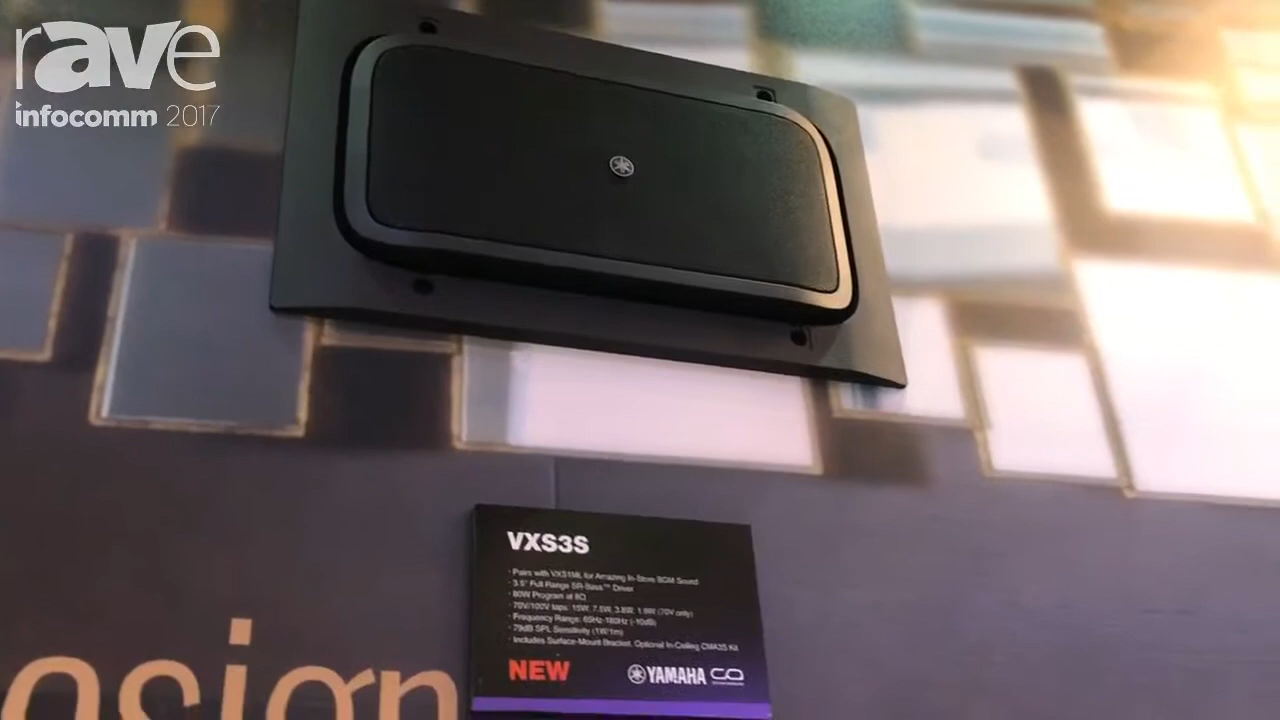 rAVe
infocomm 2017
VXS3S
· Pairs with VXS1ML for Amazing In-Store BGM Sound
· 3.5" Full Range SR-Bass™ Driver
· 80W Program at 8Ω
· 70V/100V taps: 15W, 7.5W, 3.8W, 1.9W (70V only)
· Frequency Range: 65Hz-180Hz (-10dB)
· 79dB SPL Sensitivity (1W/1m)
· Includes Surface-Mount Bracket, Optional In-Ceiling CMA3S Kit
NEW
YAMAHA CA
esign